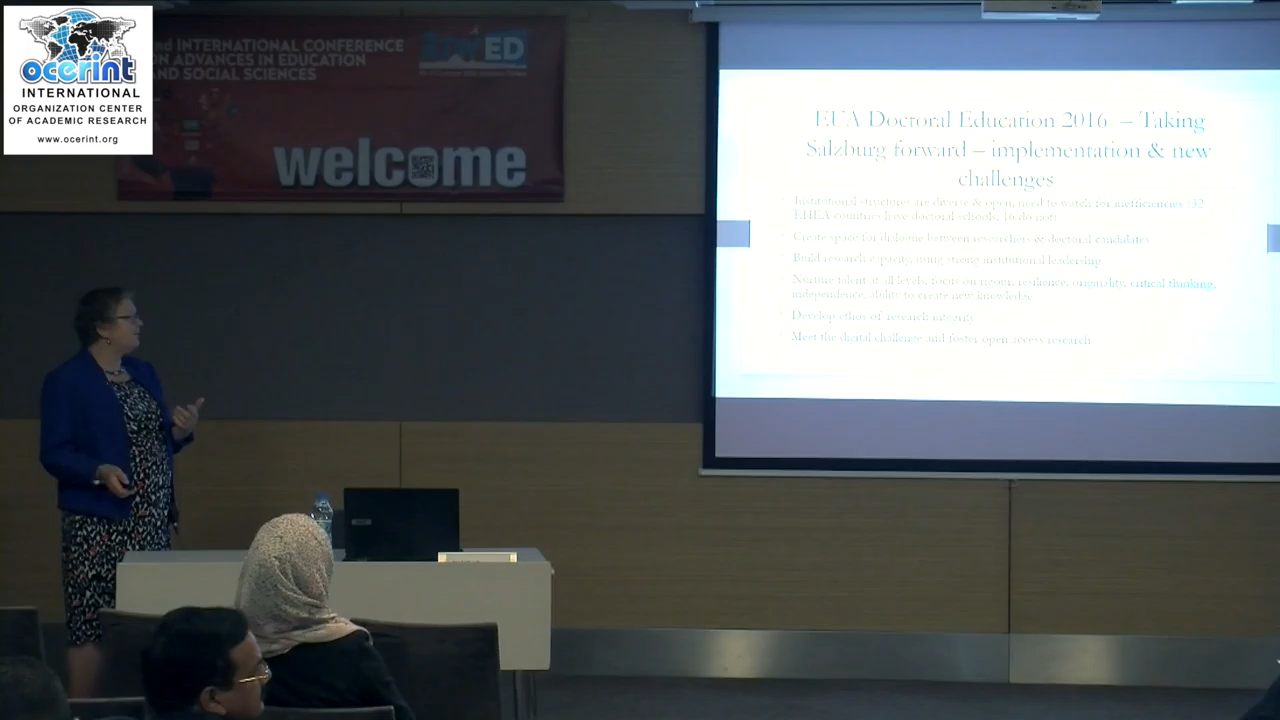 ocerint
INTERNATIONAL
ORGANIZATION CENTER
OF ACADEMIC RESEARCH
www.ocerint.org
nd INTERNATIONAL CONFERENCE
ON ADVANCES IN EDUCATION
AND SOCIAL SCIENCES
ED
welcome
EUA Doctoral Education 2016 – Taking
Salzburg forward – implementation & new
challenges
Institutional structures are diverse & open, need to watch for inefficiencies (32
EHEA countries have doctoral schools, 16 do not)
Create space for dialogue between researchers & doctoral candidates
Build research capacity, using strong institutional leadership
Nurture talent at all levels, focus on rigour, resilience, originality, critical thinking,
independence, ability to create new knowledge
Develop ethos of research integrity
Meet the digital challenge and foster open access research